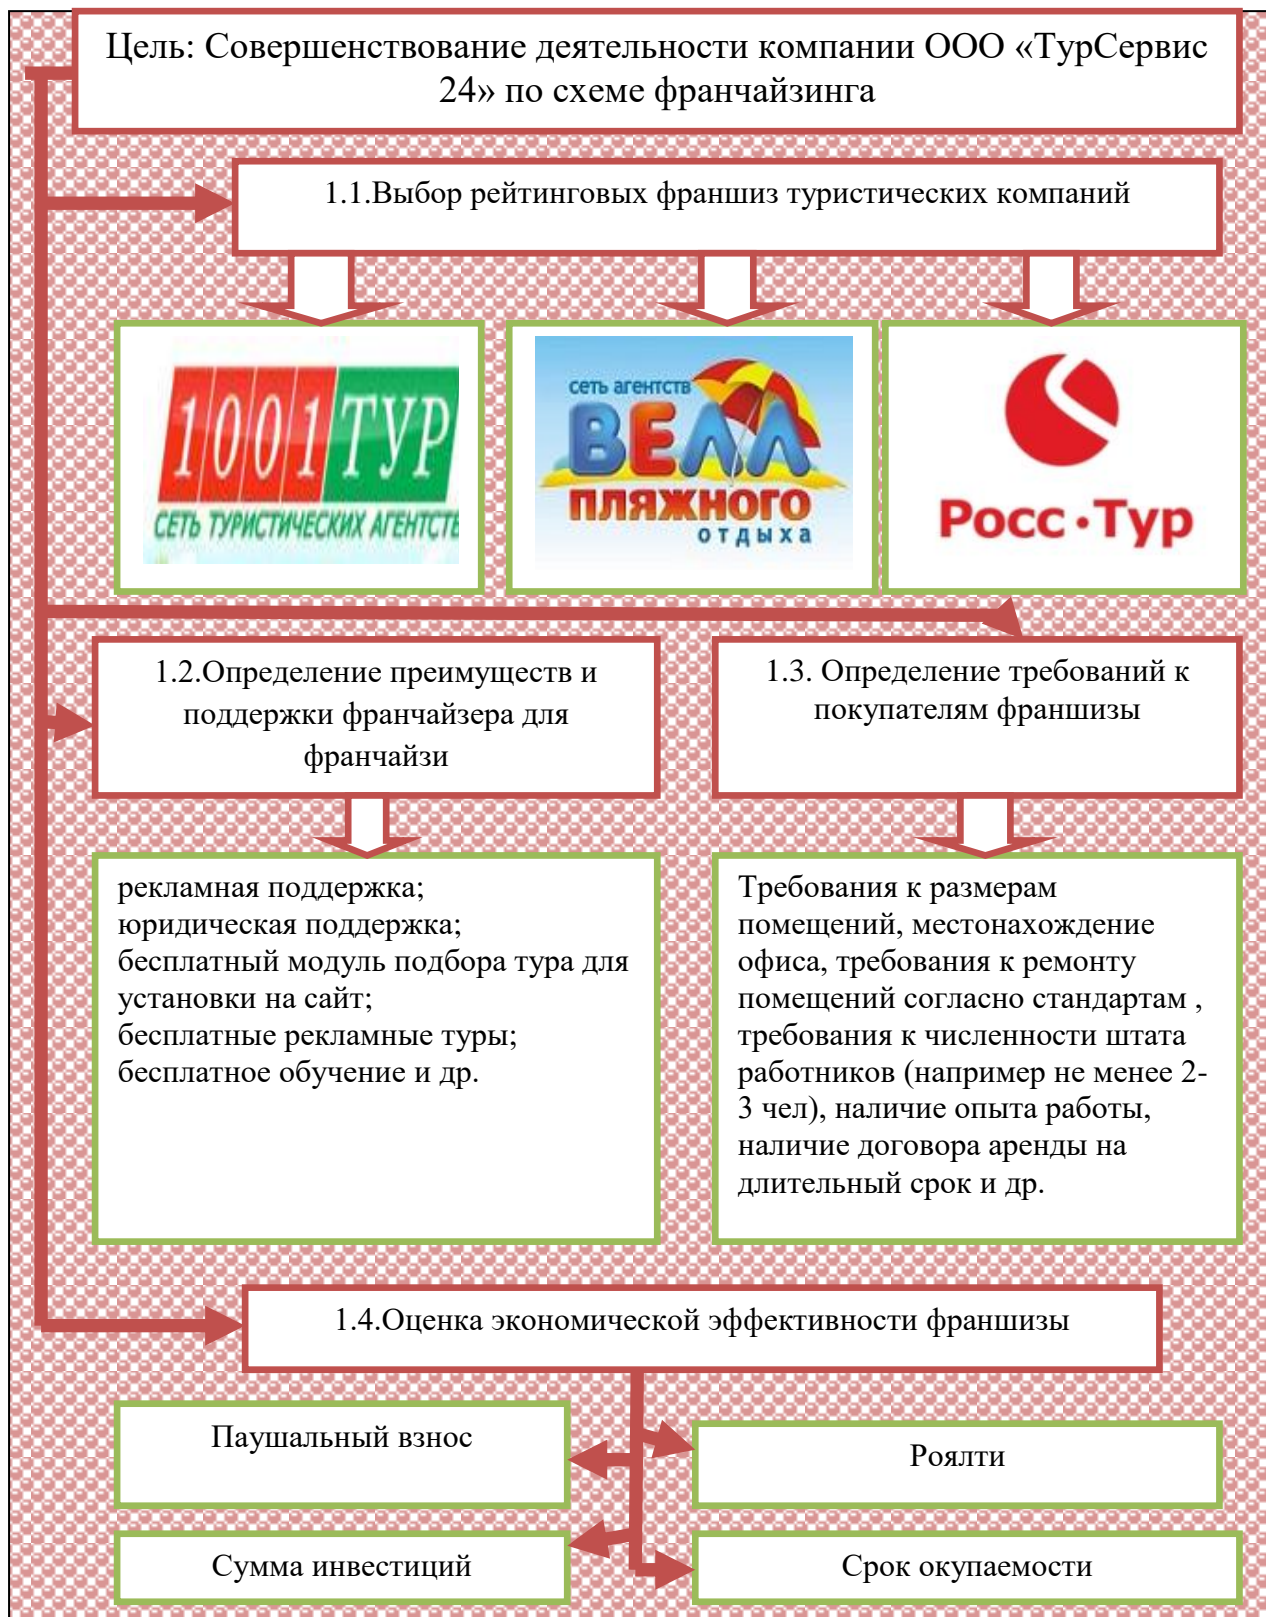 Цель: Совершенствование деятельности компании ООО «ТурСервис
24» по схеме франчайзинга
1.1.Выбор рейтинговых франшиз туристических компаний
1001 ТУР
СЕТЬ ТУРИСТИЧЕСКИХ АГЕНТСТВ
сеть агентств
ВЕЛЛ
ПЛЯЖНОГО
ОТДЫХА
Росс·Тур
1.2.Определение преимуществ и
поддержки франчайзера для
франчайзи
1.3. Определение требований к
покупателям франшизы
рекламная поддержка;
юридическая поддержка;
бесплатный модуль подбора тура для
установки на сайт;
бесплатные рекламные туры;
бесплатное обучение и др.
Требования к размерам
помещений, местонахождение
офиса, требования к ремонту
помещений согласно стандартам ,
требования к численности штата
работников (например не менее 2-
3 чел), наличие опыта работы,
наличие договора аренды на
длительный срок и др.
1.4.Оценка экономической эффективности франшизы
Паушальный взнос
Роялти
Сумма инвестиций
Срок окупаемости